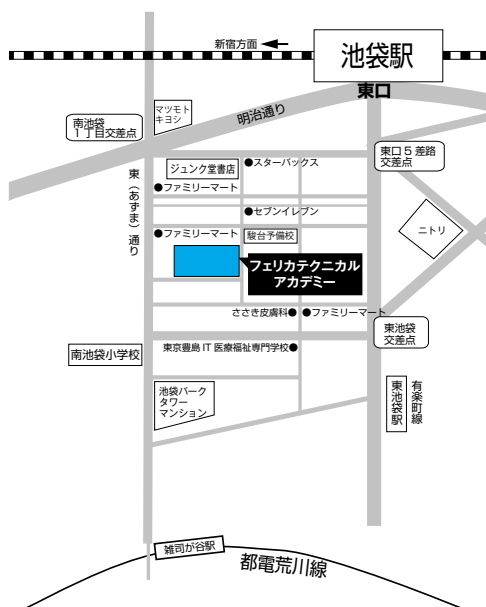 新宿方面
池袋駅
東口
マツモト
キヨシ
明治通り
南池袋
1丁目交差点
スターバックス
東口5差路
交差点
ジュンク堂書店
ファミリーマート
東（あずま）通り
セブンイレブン
ファミリーマート
駿台予備校
ニトリ
フェリカテクニカル
アカデミー
ささき皮膚科
ファミリーマート
東池袋
交差点
南池袋小学校
東京豊島IT医療福祉専門学校
池袋パーク
タワー
マンション
東池袋駅
有楽町線
雑司が谷駅
都電荒川線